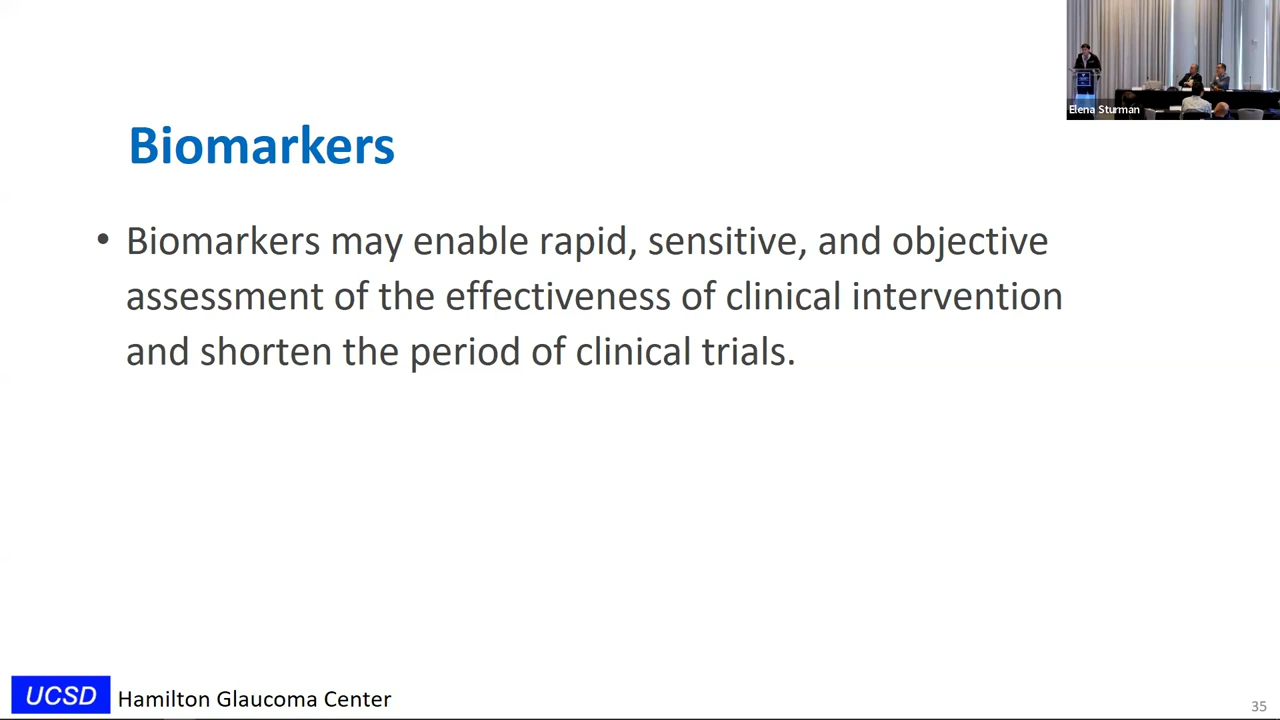 Elena Sturman
Biomarkers
• Biomarkers may enable rapid, sensitive, and objective
assessment of the effectiveness of clinical intervention
and shorten the period of clinical trials.
UCSD Hamilton Glaucoma Center
35